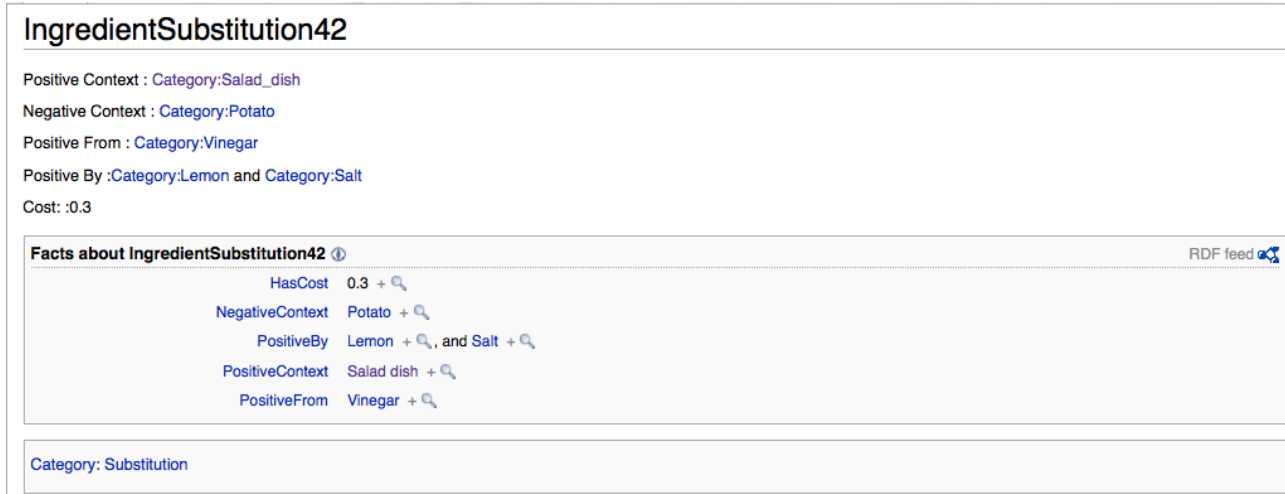 IngredientSubstitution42
Positive Context : Category:Salad_dish
Negative Context : Category:Potato
Positive From : Category:Vinegar
Positive By :Category:Lemon and Category:Salt
Cost: :0.3
Facts about IngredientSubstitution42 RDF feed
HasCost 0.3 +
NegativeContext Potato +
PositiveBy Lemon + , and Salt +
PositiveContext Salad dish +
PositiveFrom Vinegar +
Category: Substitution